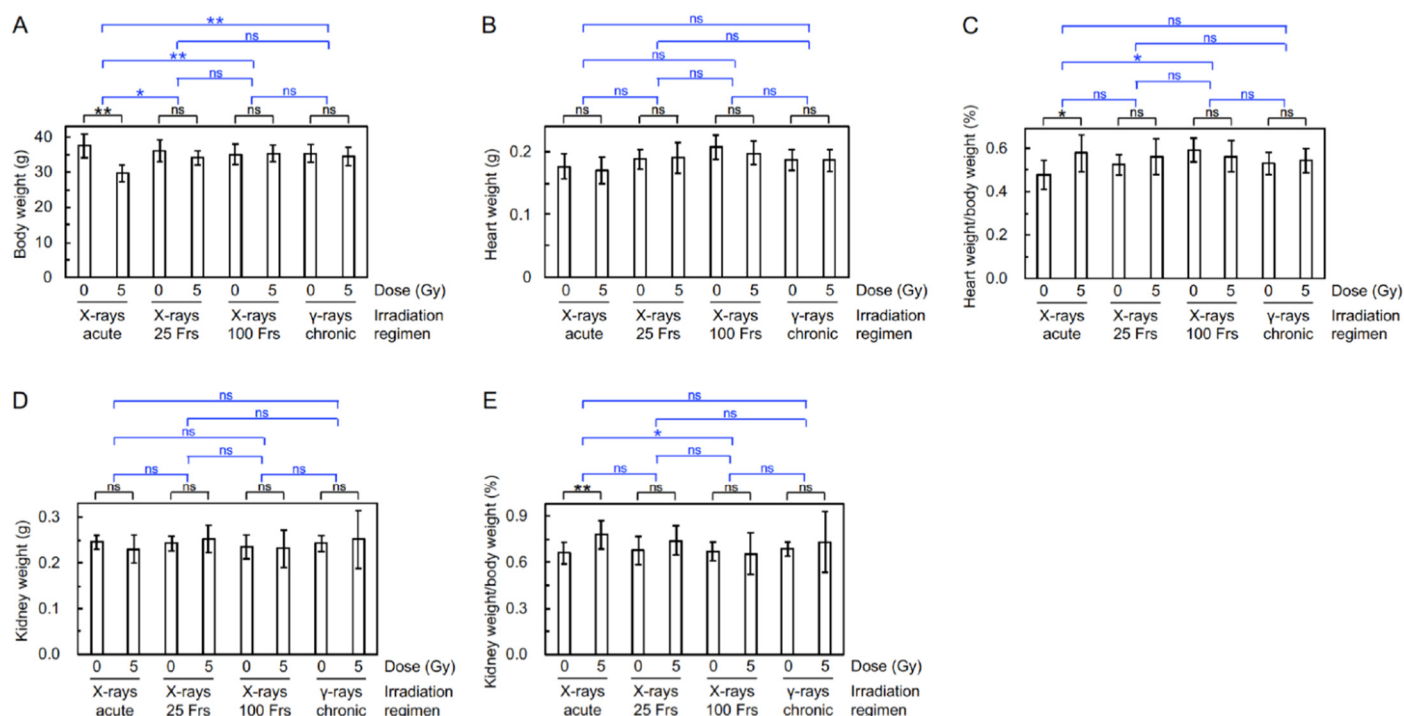 A
**
ns
**
ns
* ns
** ns ns ns
Body weight (g)
40
30
20
10
0
0 5 0 5 0 5 0 5 Dose (Gy)
X-rays X-rays X-rays γ-rays Irradiation
acute 25 Frs 100 Frs chronic regimen
B
ns
ns
ns
ns
ns ns
ns ns ns ns
Heart weight (g)
0.2
0.1
0
0 5 0 5 0 5 0 5 Dose (Gy)
X-rays X-rays X-rays γ-rays Irradiation
acute 25 Frs 100 Frs chronic regimen
C
ns
ns
*
ns
ns ns
* ns ns ns
Heart weight/body weight (%)
0.6
0.4
0.2
0.0
0 5 0 5 0 5 0 5 Dose (Gy)
X-rays X-rays X-rays γ-rays Irradiation
acute 25 Frs 100 Frs chronic regimen
D
ns
ns
ns
ns
ns ns
ns ns ns ns
Kidney weight (g)
0.3
0.2
0.1
0.0
0 5 0 5 0 5 0 5 Dose (Gy)
X-rays X-rays X-rays γ-rays Irradiation
acute 25 Frs 100 Frs chronic regimen
E
ns
ns
*
ns
ns ns
** ns ns ns
Kidney weight/body weight (%)
0.9
0.6
0.3
0.0
0 5 0 5 0 5 0 5 Dose (Gy)
X-rays X-rays X-rays γ-rays Irradiation
acute 25 Frs 100 Frs chronic regimen